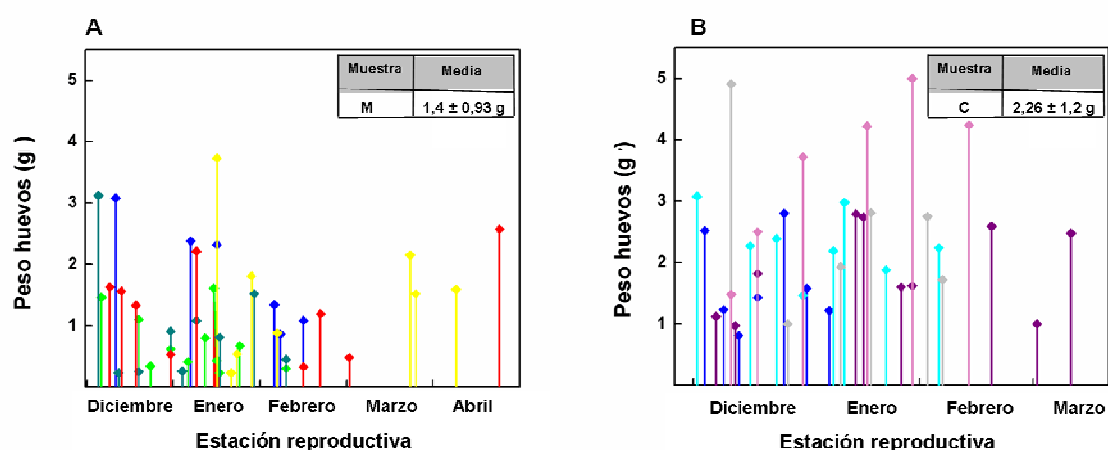 A
Muestra Media
M 1,4 ± 0,93 g
5
4
3
2
1
Peso huevos (g )
Diciembre Enero Febrero Marzo Abril
Estación reproductiva
B
Muestra Media
C 2,26 ± 1,2 g
5
4
3
2
1
Peso huevos (g )
Diciembre Enero Febrero Marzo
Estación reproductiva